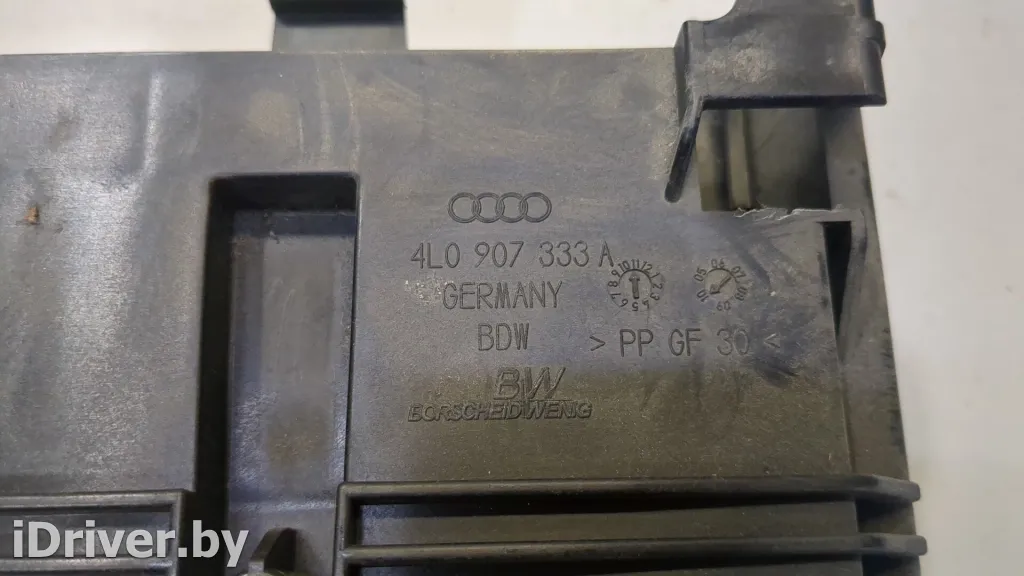 4L0 907 333 A
GERMANY
BDW
> PP GF 30 <
BW
BORSCHEIDWENIG
iDriver.by